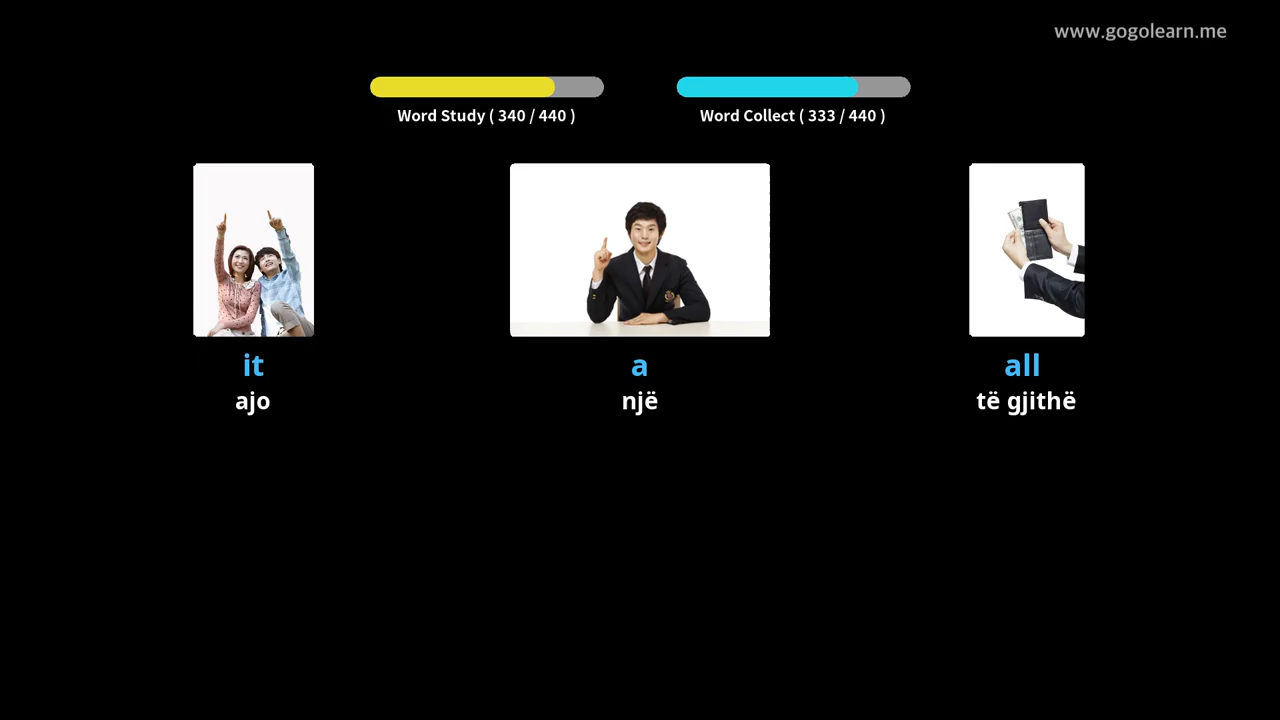 www.gogolearn.me
Word Study ( 340 / 440 )
Word Collect ( 333 / 440 )
it
ajo
a
një
all
të gjithë